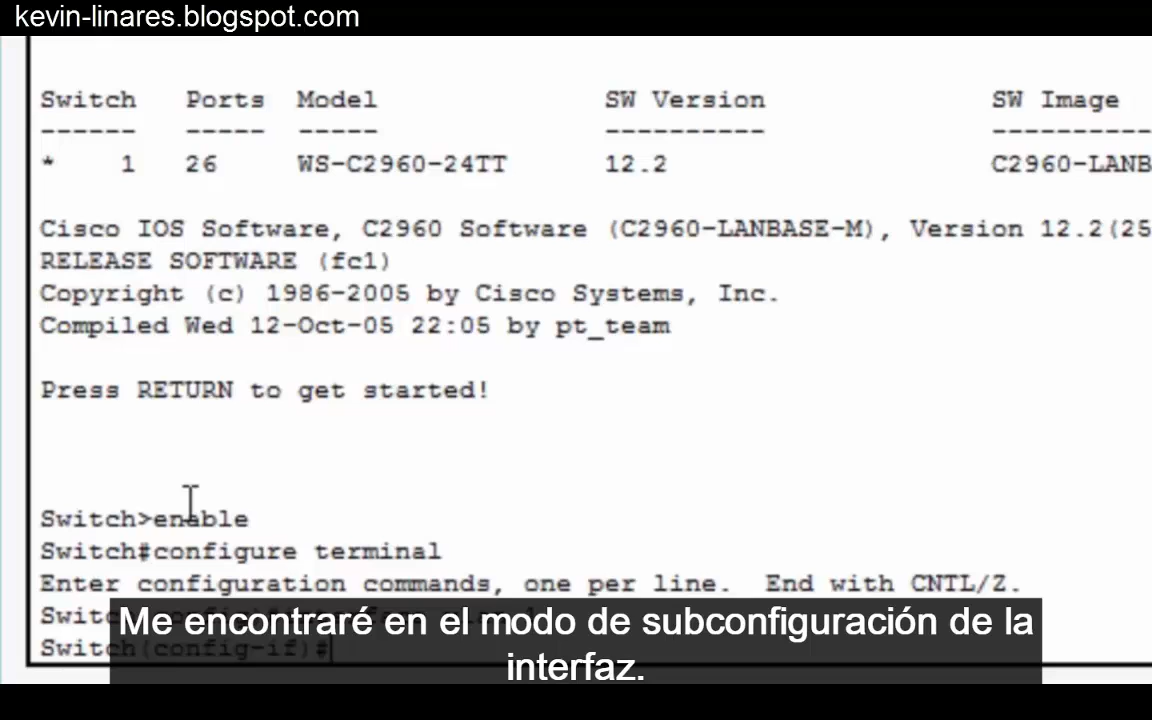 kevin-linares.blogspot.com
Switch Ports Model SW Version SW Image
------ ----- ----- ---------- ----------
* 1 26 WS-C2960-24TT 12.2 C2960-LANB
Cisco IOS Software, C2960 Software (C2960-LANBASE-M), Version 12.2(25
RELEASE SOFTWARE (fc1)
Copyright (c) 1986-2005 by Cisco Systems, Inc.
Compiled Wed 12-Oct-05 22:05 by pt_team
Press RETURN to get started!
Switch>enable
Switch#configure terminal
Enter configuration commands, one per line. End with CNTL/Z.
Switch(config-if)#
Me encontraré en el modo de subconfiguración de la
interfaz.